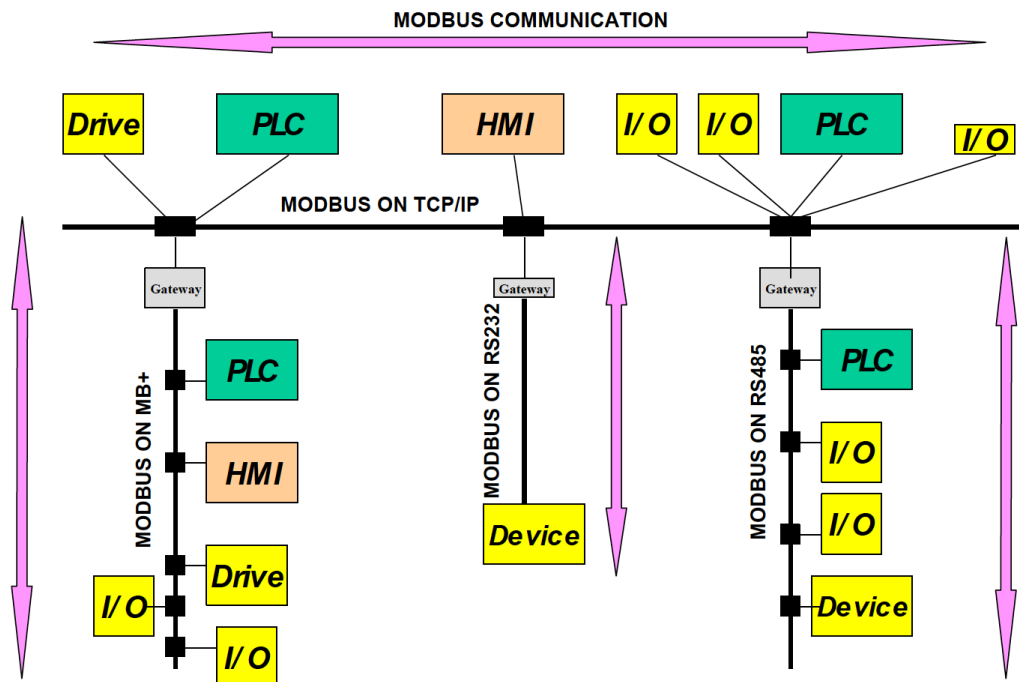 MODBUS COMMUNICATION
Drive
PLC
HMI
I/O
I/O
PLC
I/O
MODBUS ON TCP/IP
Gateway
Gateway
Gateway
MODBUS ON MB+
PLC
HMI
Drive
I/O
I/O
MODBUS ON RS232
Device
MODBUS ON RS485
PLC
I/O
I/O
Device